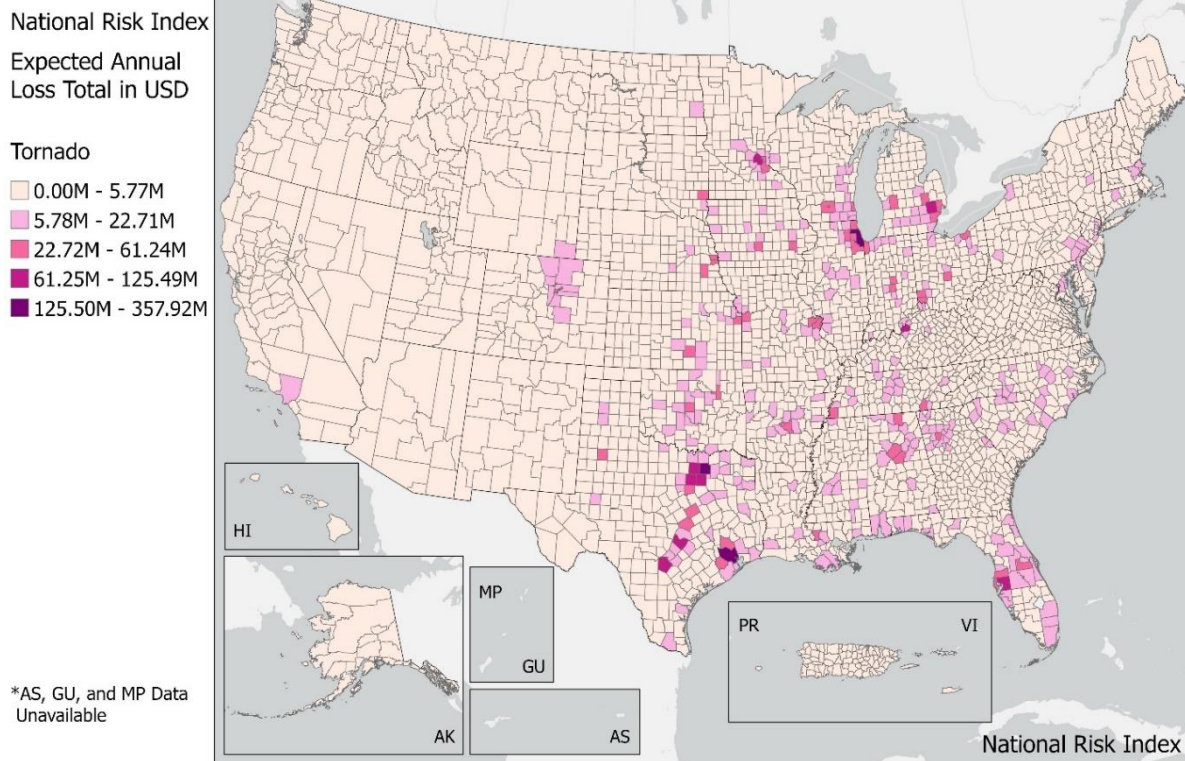 National Risk Index
Expected Annual
Loss Total in USD
Tornado
0.00M - 5.77M
5.78M - 22.71M
22.72M - 61.24M
61.25M - 125.49M
125.50M - 357.92M
*AS, GU, and MP Data
Unavailable
HI
AK
MP
GU
AS
PR
VI
National Risk Index